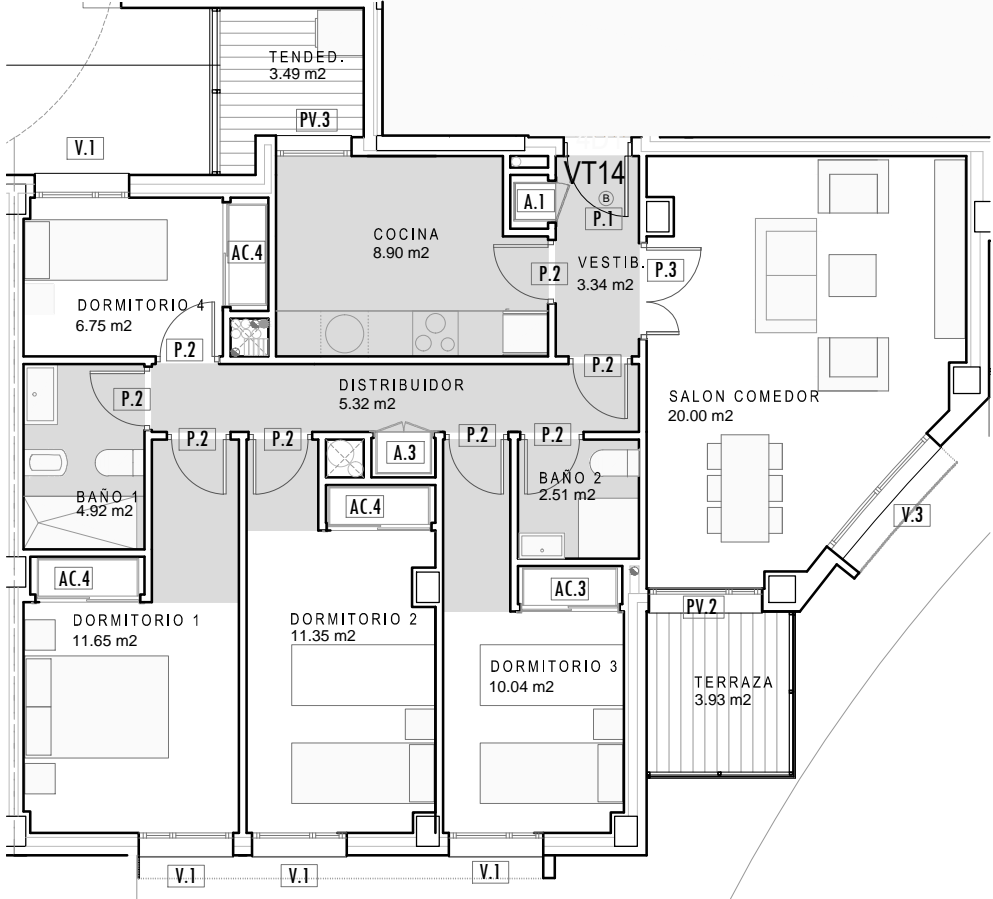 TENDED.
3.49 m2
PV.3
V.1
VT14
A.1
B
P.1
COCINA
8.90 m2
AC.4
P.2
VESTIB.
3.34 m2
P.3
DORMITORIO 4
6.75 m2
P.2
P.2
DISTRIBUIDOR
5.32 m2
P.2
SALON COMEDOR
20.00 m2
P.2
P.2
A.3
P.2
P.2
BAÑO 1
4.92 m2
AC.4
BAÑO 2
2.51 m2
V.3
AC.4
AC.3
PV.2
DORMITORIO 1
11.65 m2
DORMITORIO 2
11.35 m2
DORMITORIO 3
10.04 m2
TERRAZA
3.93 m2
V.1
V.1
V.1